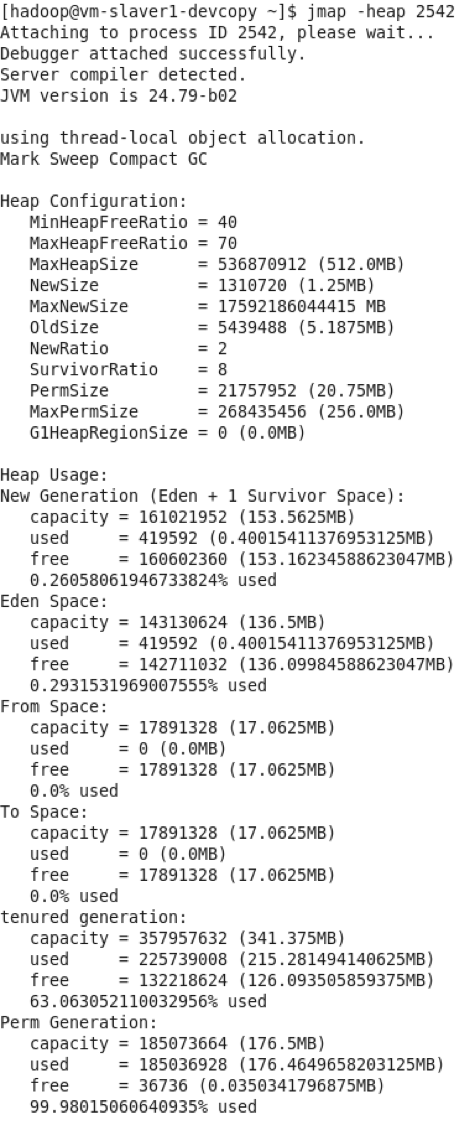 [hadoop@vm-slaver1-devcopy ~]$ jmap -heap 2542
Attaching to process ID 2542, please wait...
Debugger attached successfully.
Server compiler detected.
JVM version is 24.79-b02
using thread-local object allocation.
Mark Sweep Compact GC
Heap Configuration:
MinHeapFreeRatio = 40
MaxHeapFreeRatio = 70
MaxHeapSize      = 536870912 (512.0MB)
NewSize          = 1310720 (1.25MB)
MaxNewSize       = 17592186044415 MB
OldSize          = 5439488 (5.1875MB)
NewRatio         = 2
SurvivorRatio    = 8
PermSize         = 21757952 (20.75MB)
MaxPermSize      = 268435456 (256.0MB)
G1HeapRegionSize = 0 (0.0MB)
Heap Usage:
New Generation (Eden + 1 Survivor Space):
capacity = 161021952 (153.5625MB)
used     = 419592 (0.40015411376953125MB)
free     = 160602360 (153.16234588623047MB)
0.26058061946733824% used
Eden Space:
capacity = 143130624 (136.5MB)
used     = 419592 (0.40015411376953125MB)
free     = 142711032 (136.09984588623047MB)
0.2931531969007555% used
From Space:
capacity = 17891328 (17.0625MB)
used     = 0 (0.0MB)
free     = 17891328 (17.0625MB)
0.0% used
To Space:
capacity = 17891328 (17.0625MB)
used     = 0 (0.0MB)
free     = 17891328 (17.0625MB)
0.0% used
tenured generation:
capacity = 357957632 (341.375MB)
used     = 225739008 (215.281494140625MB)
free     = 132218624 (126.093505859375MB)
63.063052110032956% used
Perm Generation:
capacity = 185073664 (176.5MB)
used     = 185036928 (176.4649658203125MB)
free     = 36736 (0.0350341796875MB)
99.98015060640935% used